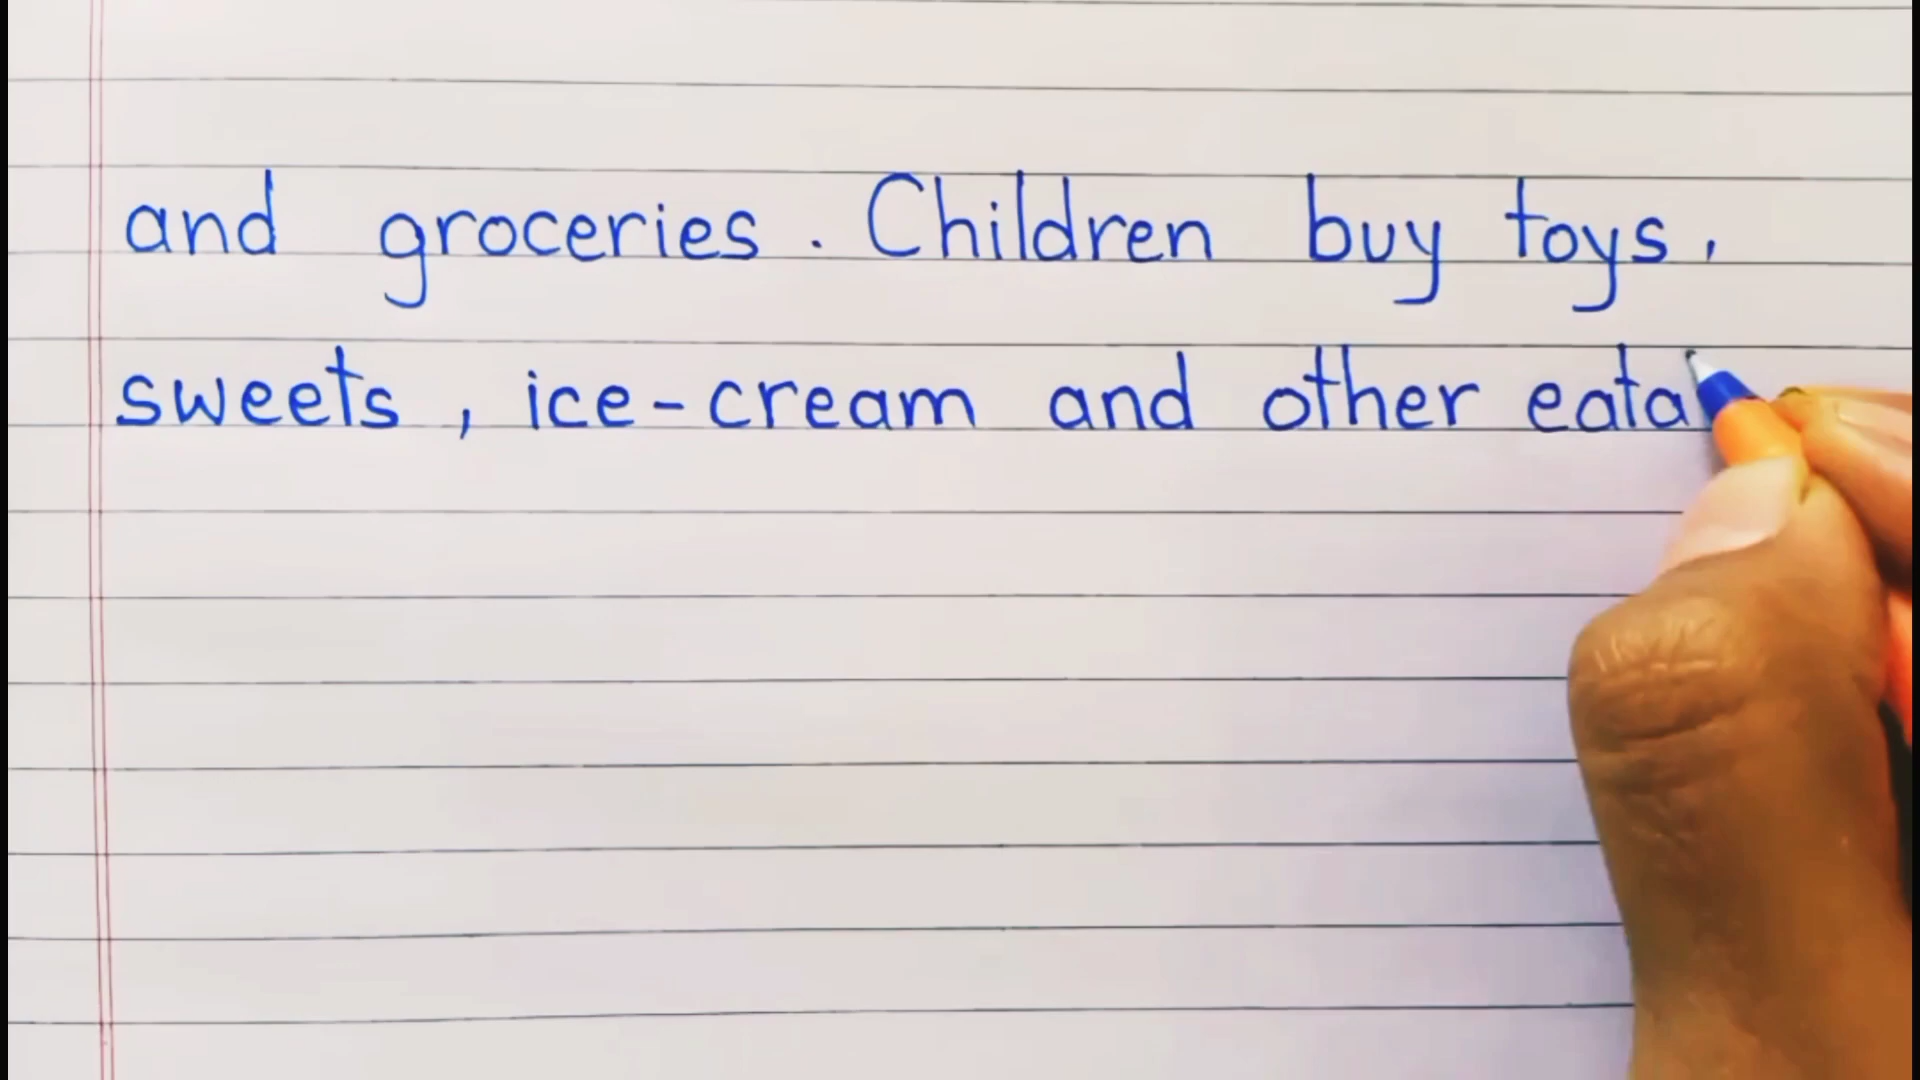 and groceries. Children buy toys,
sweets, ice-cream and other eata